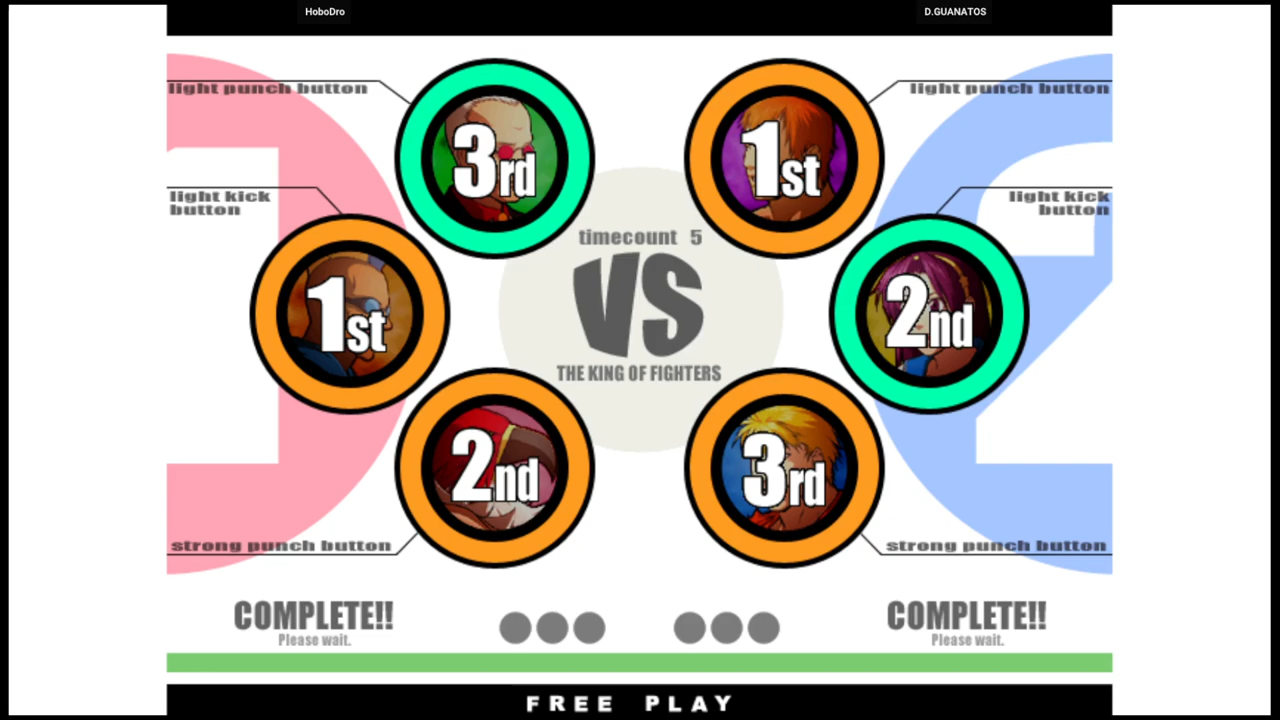 HoboDro
D.GUANATOS
light punch button
light punch button
3rd
1st
light kick
button
light kick
button
timecount 5
VS
THE KING OF FIGHTERS
1st
2nd
2nd
3rd
strong punch button
strong punch button
COMPLETE!!
Please wait.
COMPLETE!!
Please wait.
FREE PLAY